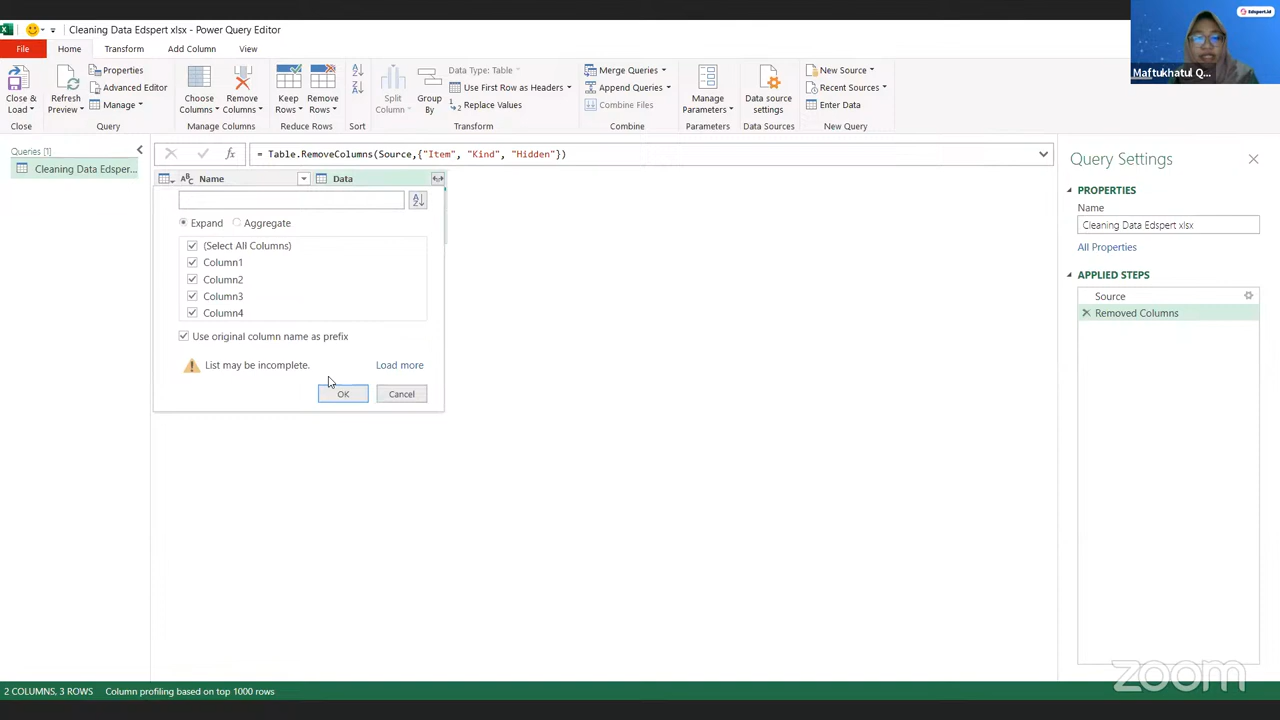 Cleaning Data Edspert xlsx - Power Query Editor
Edspert.id
Maftukhatul Q...
File Home Transform Add Column View
Close & Load
Close
Refresh Preview
Properties
Advanced Editor
Manage
Query
Choose Columns
Remove Columns
Manage Columns
Keep Rows
Remove Rows
Reduce Rows
Sort
Split Column
Group By
Data Type: Table
Use First Row as Headers
Replace Values
Transform
Merge Queries
Append Queries
Combine Files
Combine
Manage Parameters
Parameters
Data source settings
Data Sources
New Source
Recent Sources
Enter Data
New Query
Queries [1]
Cleaning Data Edsper...
= Table.RemoveColumns(Source,{"Item", "Kind", "Hidden"})
Name Data
Expand Aggregate
(Select All Columns)
Column1
Column2
Column3
Column4
Use original column name as prefix
List may be incomplete. Load more
OK Cancel
Query Settings
PROPERTIES
Name
Cleaning Data Edspert xlsx
All Properties
APPLIED STEPS
Source
Removed Columns
2 COLUMNS, 3 ROWS Column profiling based on top 1000 rows
zoom